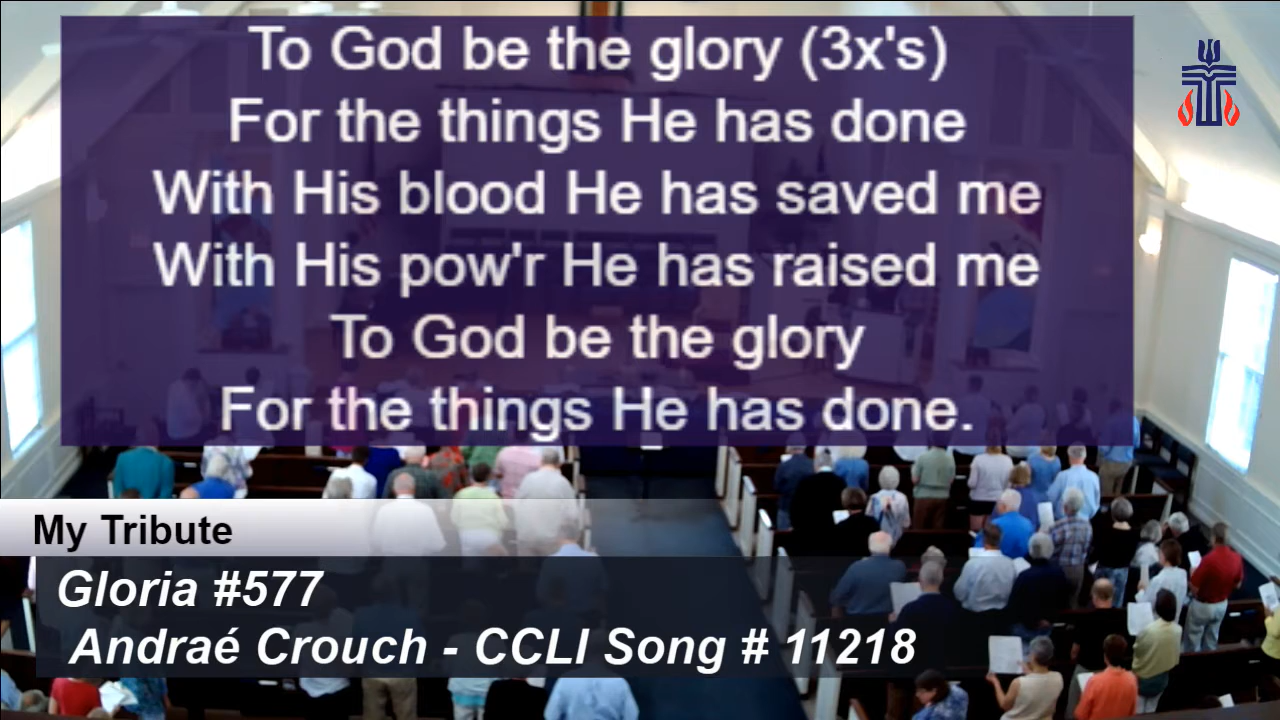 To God be the glory (3x's)
For the things He has done
With His blood He has saved me
With His pow'r He has raised me
To God be the glory
For the things He has done.
My Tribute
Gloria #577
Andraé Crouch - CCLI Song # 11218